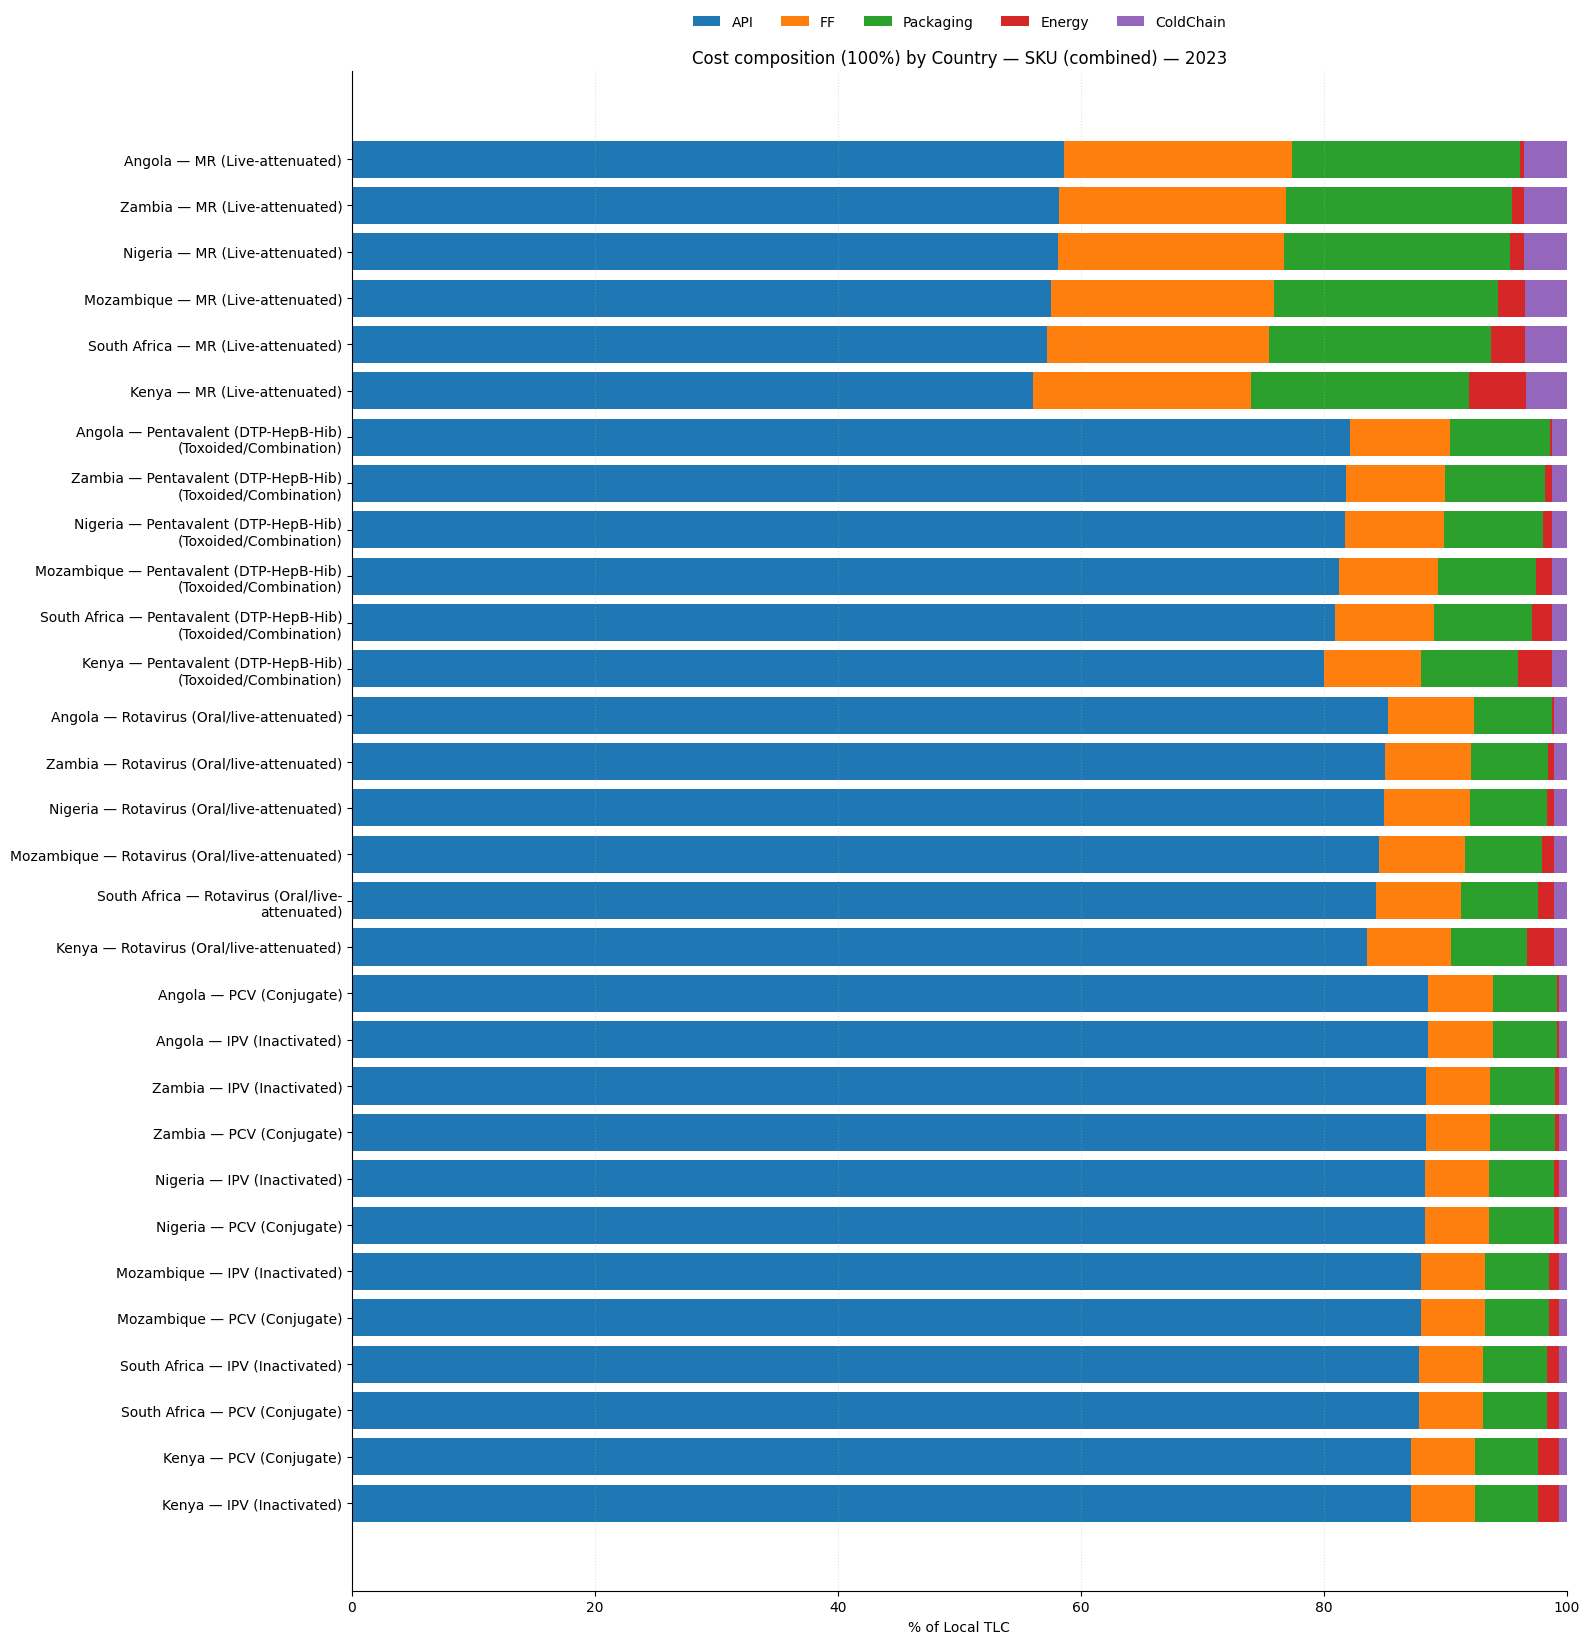 API FF Packaging Energy ColdChain
Cost composition (100%) by Country — SKU (combined) — 2023
Angola — MR (Live-attenuated)
Zambia — MR (Live-attenuated)
Nigeria — MR (Live-attenuated)
Mozambique — MR (Live-attenuated)
South Africa — MR (Live-attenuated)
Kenya — MR (Live-attenuated)
Angola — Pentavalent (DTP-HepB-Hib)
(Toxoided/Combination)
Zambia — Pentavalent (DTP-HepB-Hib)
(Toxoided/Combination)
Nigeria — Pentavalent (DTP-HepB-Hib)
(Toxoided/Combination)
Mozambique — Pentavalent (DTP-HepB-Hib)
(Toxoided/Combination)
South Africa — Pentavalent (DTP-HepB-Hib)
(Toxoided/Combination)
Kenya — Pentavalent (DTP-HepB-Hib)
(Toxoided/Combination)
Angola — Rotavirus (Oral/live-attenuated)
Zambia — Rotavirus (Oral/live-attenuated)
Nigeria — Rotavirus (Oral/live-attenuated)
Mozambique — Rotavirus (Oral/live-attenuated)
South Africa — Rotavirus (Oral/live-
attenuated)
Kenya — Rotavirus (Oral/live-attenuated)
Angola — PCV (Conjugate)
Angola — IPV (Inactivated)
Zambia — IPV (Inactivated)
Zambia — PCV (Conjugate)
Nigeria — IPV (Inactivated)
Nigeria — PCV (Conjugate)
Mozambique — IPV (Inactivated)
Mozambique — PCV (Conjugate)
South Africa — IPV (Inactivated)
South Africa — PCV (Conjugate)
Kenya — PCV (Conjugate)
Kenya — IPV (Inactivated)
0 20 40 60 80 100
% of Local TLC